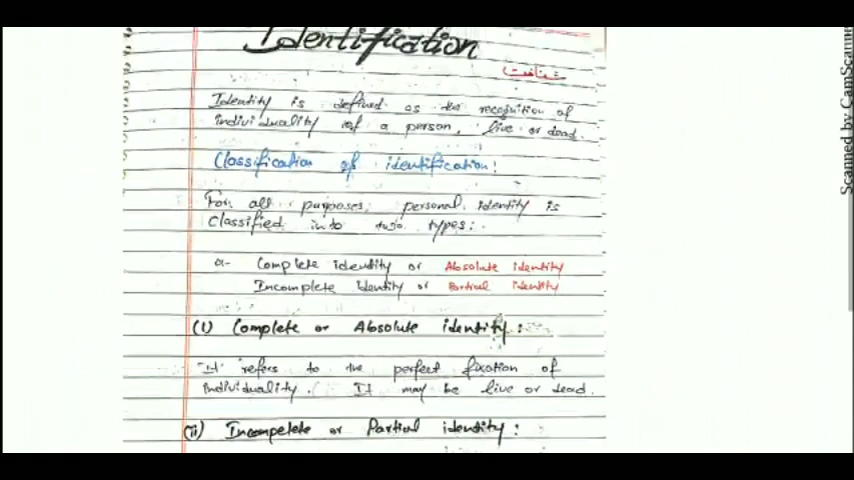 Identification
شناخت
Identity is defined as the recognition of
individuality of a person, live or dead.
Classification of identification:
For all purposes, personal identity is
classified into two types:
a- Complete identity or Absolute identity
Incomplete identity or Partial identity
(i) Complete or Absolute identity:
It refers to the perfect fixation of
individuality. It may be live or dead.
(ii) Incompelete or Partial identity:
Scanned by CamScanne